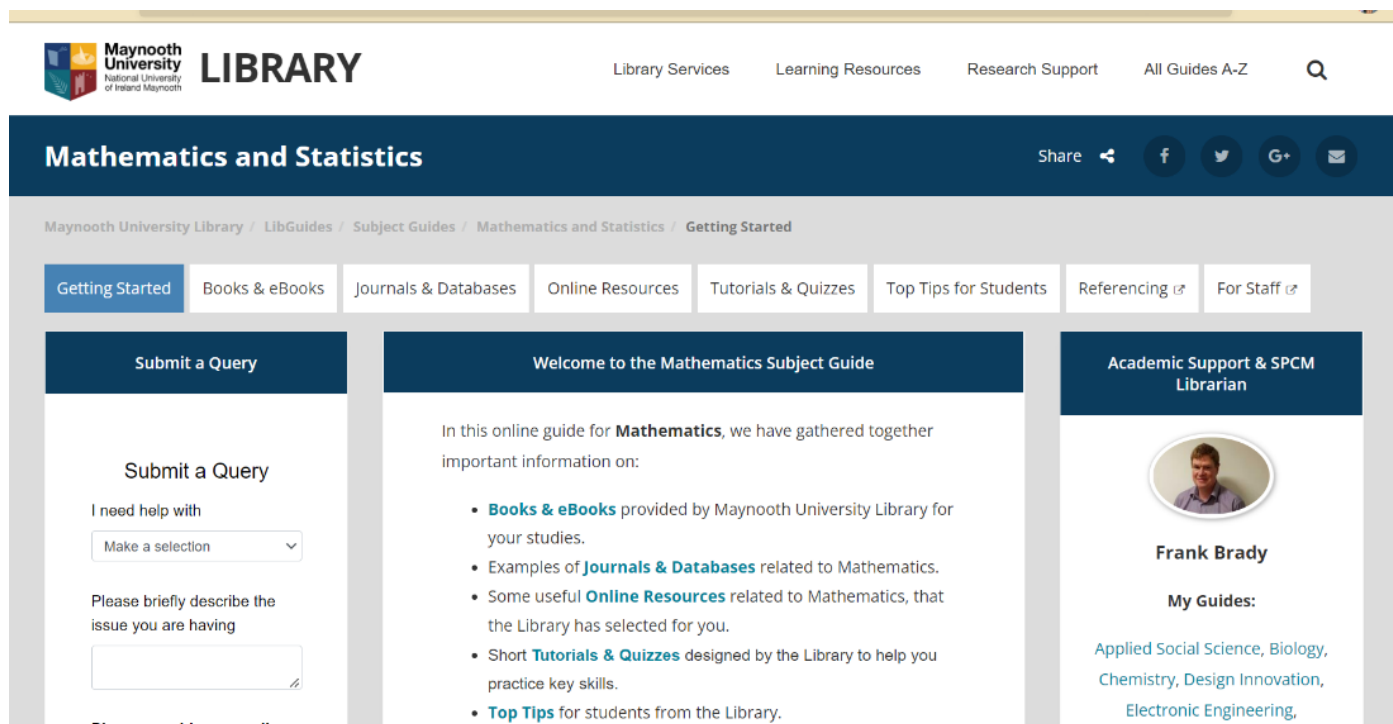 Maynooth
University
National University
of Ireland Maynooth
LIBRARY
Library Services
Learning Resources
Research Support
All Guides A-Z
Mathematics and Statistics
Share
Maynooth University Library / LibGuides / Subject Guides / Mathematics and Statistics / Getting Started
Getting Started
Books & eBooks
Journals & Databases
Online Resources
Tutorials & Quizzes
Top Tips for Students
Referencing
For Staff
Submit a Query
Submit a Query
I need help with
Make a selection
Please briefly describe the
issue you are having
Welcome to the Mathematics Subject Guide
In this online guide for Mathematics, we have gathered together
important information on:
• Books & eBooks provided by Maynooth University Library for
your studies.
• Examples of Journals & Databases related to Mathematics.
• Some useful Online Resources related to Mathematics, that
the Library has selected for you.
• Short Tutorials & Quizzes designed by the Library to help you
practice key skills.
• Top Tips for students from the Library.
Academic Support & SPCM
Librarian
Frank Brady
My Guides:
Applied Social Science, Biology,
Chemistry, Design Innovation,
Electronic Engineering,